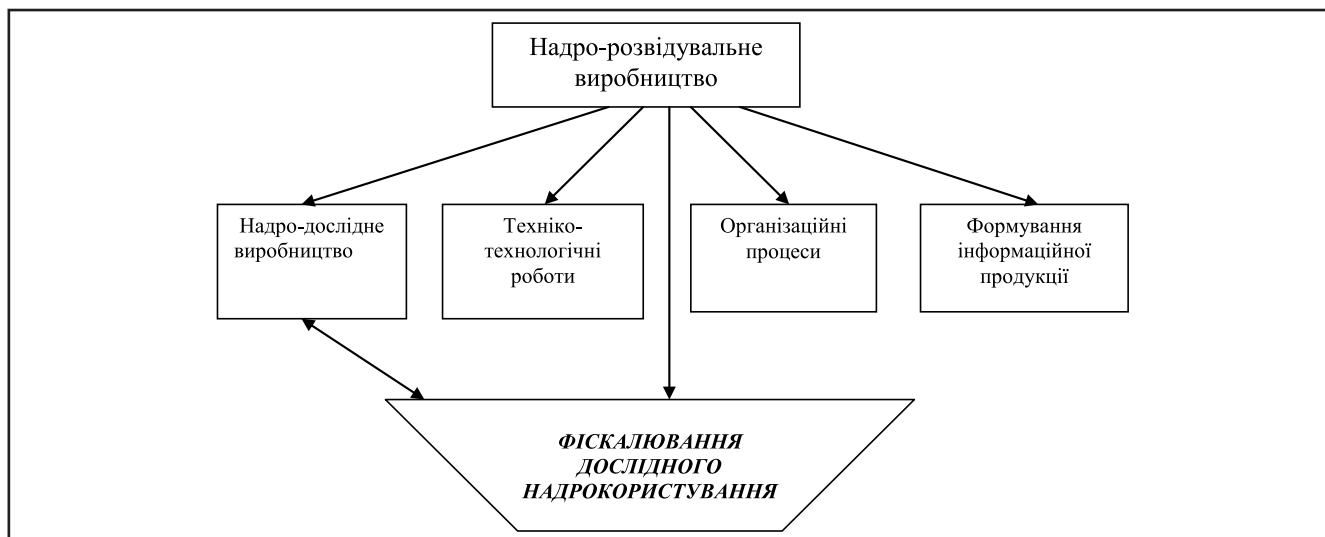 Надро-розвідувальне
виробництво
Надро-дослідне
виробництво
Техніко-
технологічні
роботи
Організаційні
процеси
Формування
інформаційної
продукції
ФІСКАЛЮВАННЯ
ДОСЛІДНОГО
НАДРОКОРИСТУВАННЯ